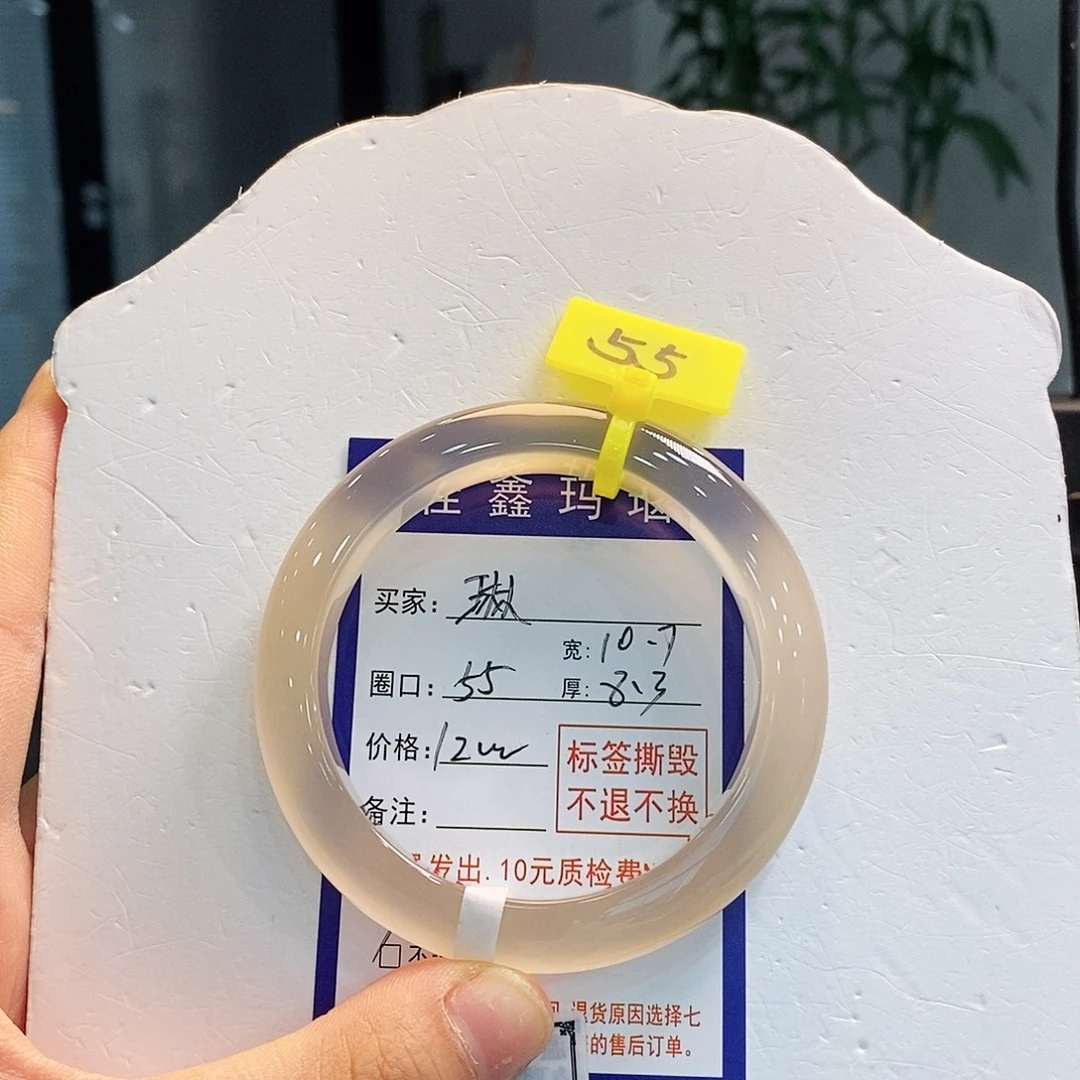 55
鑫玛瑙
买家：
宽：10.7
圈口：55
厚：8.3
价格：1200
标签撕毁
不退不换
备注：
发出.10元质检费
退货原因选择七
的售后订单。